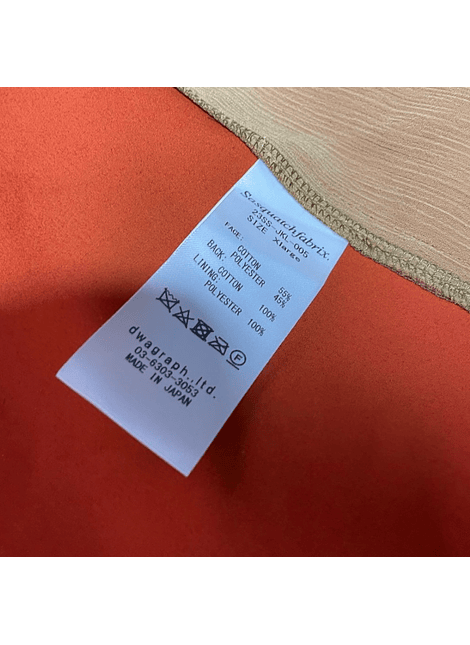 Sasquatchfabrix.
23SS-JKL-005
SIZE Xlarge
FACE:
COTTON 55%
POLYESTER 45%
BACK:
COTTON 100%
LINING:
POLYESTER 100%
F
dwagraph.,ltd.
03-6303-3053
MADE IN JAPAN